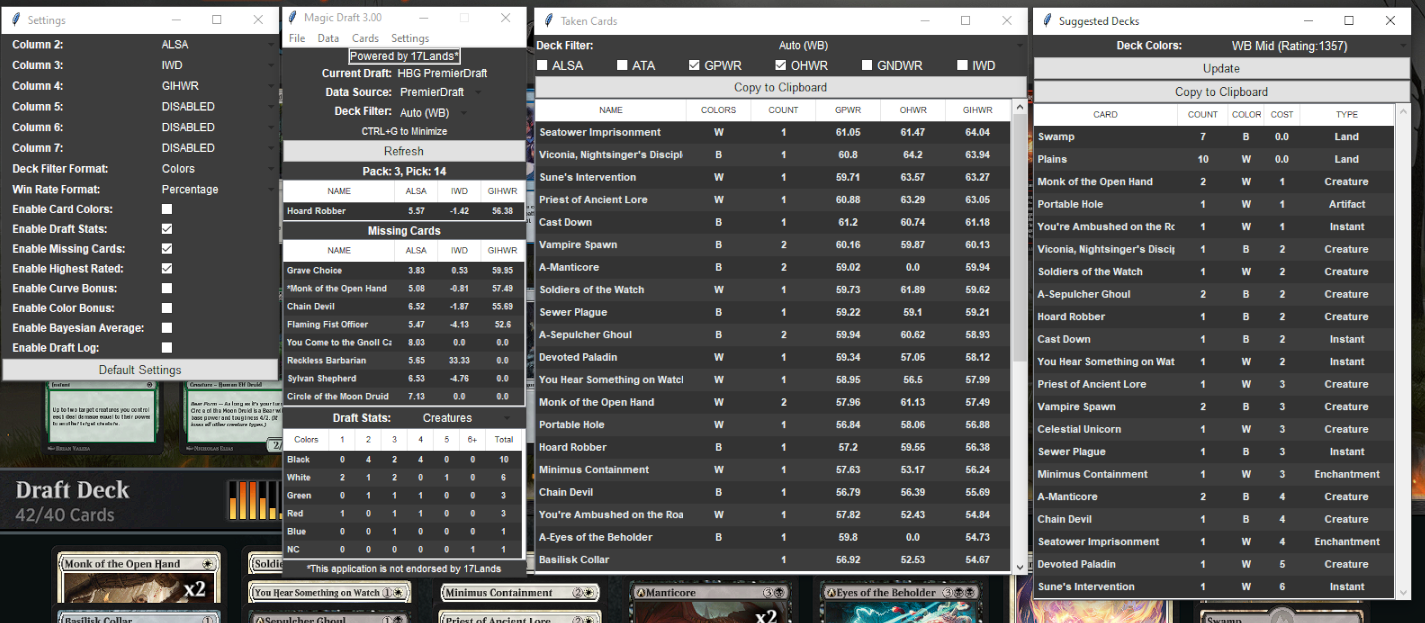 Settings
Column 2: ALSA
Column 3: IWD
Column 4: GIHWR
Column 5: DISABLED
Column 6: DISABLED
Column 7: DISABLED
Deck Filter Format: Colors
Win Rate Format: Percentage
Enable Card Colors:
Enable Draft Stats:
Enable Missing Cards:
Enable Highest Rated:
Enable Curve Bonus:
Enable Color Bonus:
Enable Bayesian Average:
Enable Draft Log:
Default Settings
Magic Draft 3.00
File Data Cards Settings
Powered by 17Lands*
Current Draft: HBG PremierDraft
Data Source: PremierDraft
Deck Filter: Auto (WB)
CTRL+G to Minimize
Refresh
Pack: 3, Pick: 14
NAME ALSA IWD GIHWR
Hoard Robber 5.57 -1.42 56.38
Missing Cards
NAME ALSA IWD GIHWR
Grave Choice 3.83 0.53 59.95
*Monk of the Open Hand 5.08 -0.81 57.49
Chain Devil 6.52 -1.87 55.69
Flaming Fist Officer 5.47 -4.13 52.6
You Come to the Gnoll Ca 8.03 0.0 0.0
Reckless Barbarian 5.65 33.33 0.0
Sylvan Shepherd 6.53 -4.76 0.0
Circle of the Moon Druid 7.13 0.0 0.0
Draft Stats: Creatures
Colors 1 2 3 4 5 6+ Total
Black 0 4 2 4 0 0 10
White 2 1 2 0 1 0 6
Green 0 1 1 1 0 0 3
Red 1 0 1 1 0 0 3
Blue 0 0 1 0 0 0 1
NC 0 0 0 0 0 1 1
*This application is not endorsed by 17Lands
Taken Cards
Deck Filter: Auto (WB)
ALSA ATA GPWR OHWR GNDWR IWD
Copy to Clipboard
NAME COLORS COUNT GPWR OHWR GIHWR
Seatower Imprisonment W 1 61.05 61.47 64.04
Viconia, Nightsinger's Discipl B 1 60.8 64.2 63.94
Sune's Intervention W 1 59.71 63.57 63.27
Priest of Ancient Lore W 1 60.88 63.29 63.05
Cast Down B 1 61.2 60.74 61.18
Vampire Spawn B 2 60.16 59.87 60.13
A-Manticore B 2 59.02 0.0 59.94
Soldiers of the Watch W 1 59.73 61.89 59.62
Sewer Plague B 1 59.22 59.1 59.21
A-Sepulcher Ghoul B 2 59.94 60.62 58.93
Devoted Paladin W 1 59.34 57.05 58.12
You Hear Something on Watch W 1 58.95 56.5 57.99
Monk of the Open Hand W 2 57.96 61.13 57.49
Portable Hole W 1 56.84 58.06 56.88
Hoard Robber B 1 57.2 59.55 56.38
Minimus Containment W 1 57.63 53.17 56.24
Chain Devil B 1 56.79 56.39 55.69
You're Ambushed on the Roa W 1 57.82 52.43 54.84
A-Eyes of the Beholder B 1 59.8 0.0 54.73
Basilisk Collar 1 56.92 52.53 54.67
Suggested Decks
Deck Colors: WB Mid (Rating:1357)
Update
Copy to Clipboard
CARD COUNT COLOR COST TYPE
Swamp 7 B 0.0 Land
Plains 10 W 0.0 Land
Monk of the Open Hand 2 W 1 Creature
Portable Hole 1 W 1 Artifact
You're Ambushed on the Rc 1 W 1 Instant
Viconia, Nightsinger's Discip 1 B 2 Creature
Soldiers of the Watch 1 W 2 Creature
A-Sepulcher Ghoul 2 B 2 Creature
Hoard Robber 1 B 2 Creature
Cast Down 1 B 2 Instant
You Hear Something on Wat 1 W 2 Instant
Priest of Ancient Lore 1 W 3 Creature
Vampire Spawn 2 B 3 Creature
Celestial Unicorn 1 W 3 Creature
Sewer Plague 1 B 3 Instant
Minimus Containment 1 W 3 Enchantment
A-Manticore 2 B 4 Creature
Chain Devil 1 B 4 Creature
Seatower Imprisonment 1 W 4 Enchantment
Devoted Paladin 1 W 5 Creature
Sune's Intervention 1 W 6 Instant
Instant
Up to two target creatures you control
each deal damage equal to their power
to another target creature.
Draft Deck
42/40 Cards
Monk of the Open Hand
x2
Basilisk Collar 1
You Hear Something on Watch 1
Sepulcher Ghoul
Minimus Containment 2
Priest of Ancient Lore
Manticore 3
x2
Eyes of the Beholder 3
Swamp